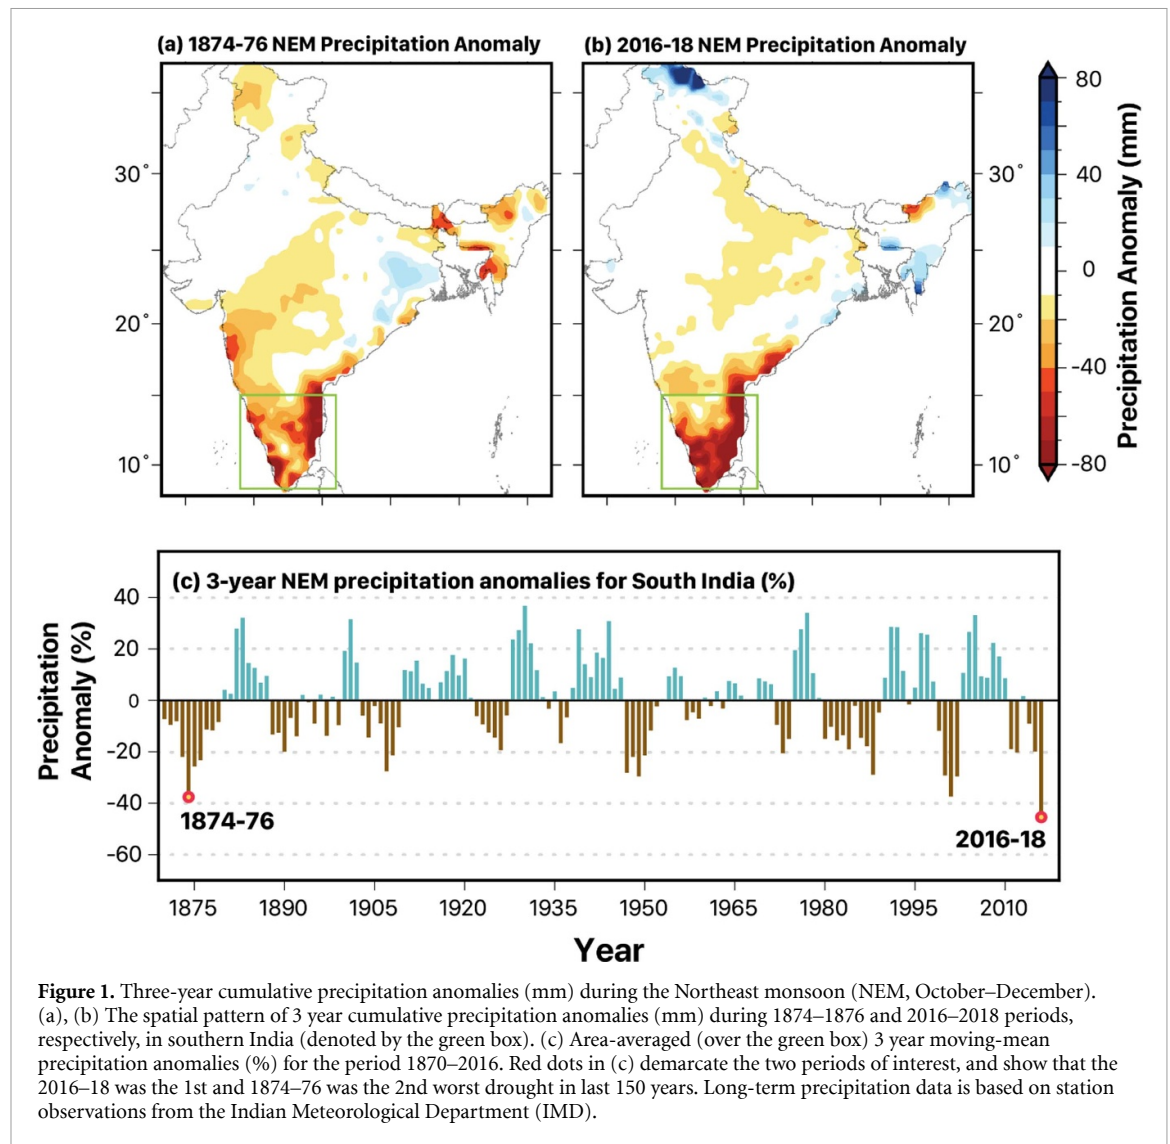 (a) 1874-76 NEM Precipitation Anomaly
(b) 2016-18 NEM Precipitation Anomaly
30°
20°
10°
30°
20°
10°
80
40
0
-40
-80
Precipitation Anomaly (mm)
(c) 3-year NEM precipitation anomalies for South India (%)
Precipitation
Anomaly (%)
40
20
0
-20
-40
-60
1874-76
2016-18
1875
1890
1905
1920
1935
1950
1965
1980
1995
2010
Year
Figure 1. Three-year cumulative precipitation anomalies (mm) during the Northeast monsoon (NEM, October–December).
(a), (b) The spatial pattern of 3 year cumulative precipitation anomalies (mm) during 1874–1876 and 2016–2018 periods,
respectively, in southern India (denoted by the green box). (c) Area-averaged (over the green box) 3 year moving-mean
precipitation anomalies (%) for the period 1870–2016. Red dots in (c) demarcate the two periods of interest, and show that the
2016–18 was the 1st and 1874–76 was the 2nd worst drought in last 150 years. Long-term precipitation data is based on station
observations from the Indian Meteorological Department (IMD).